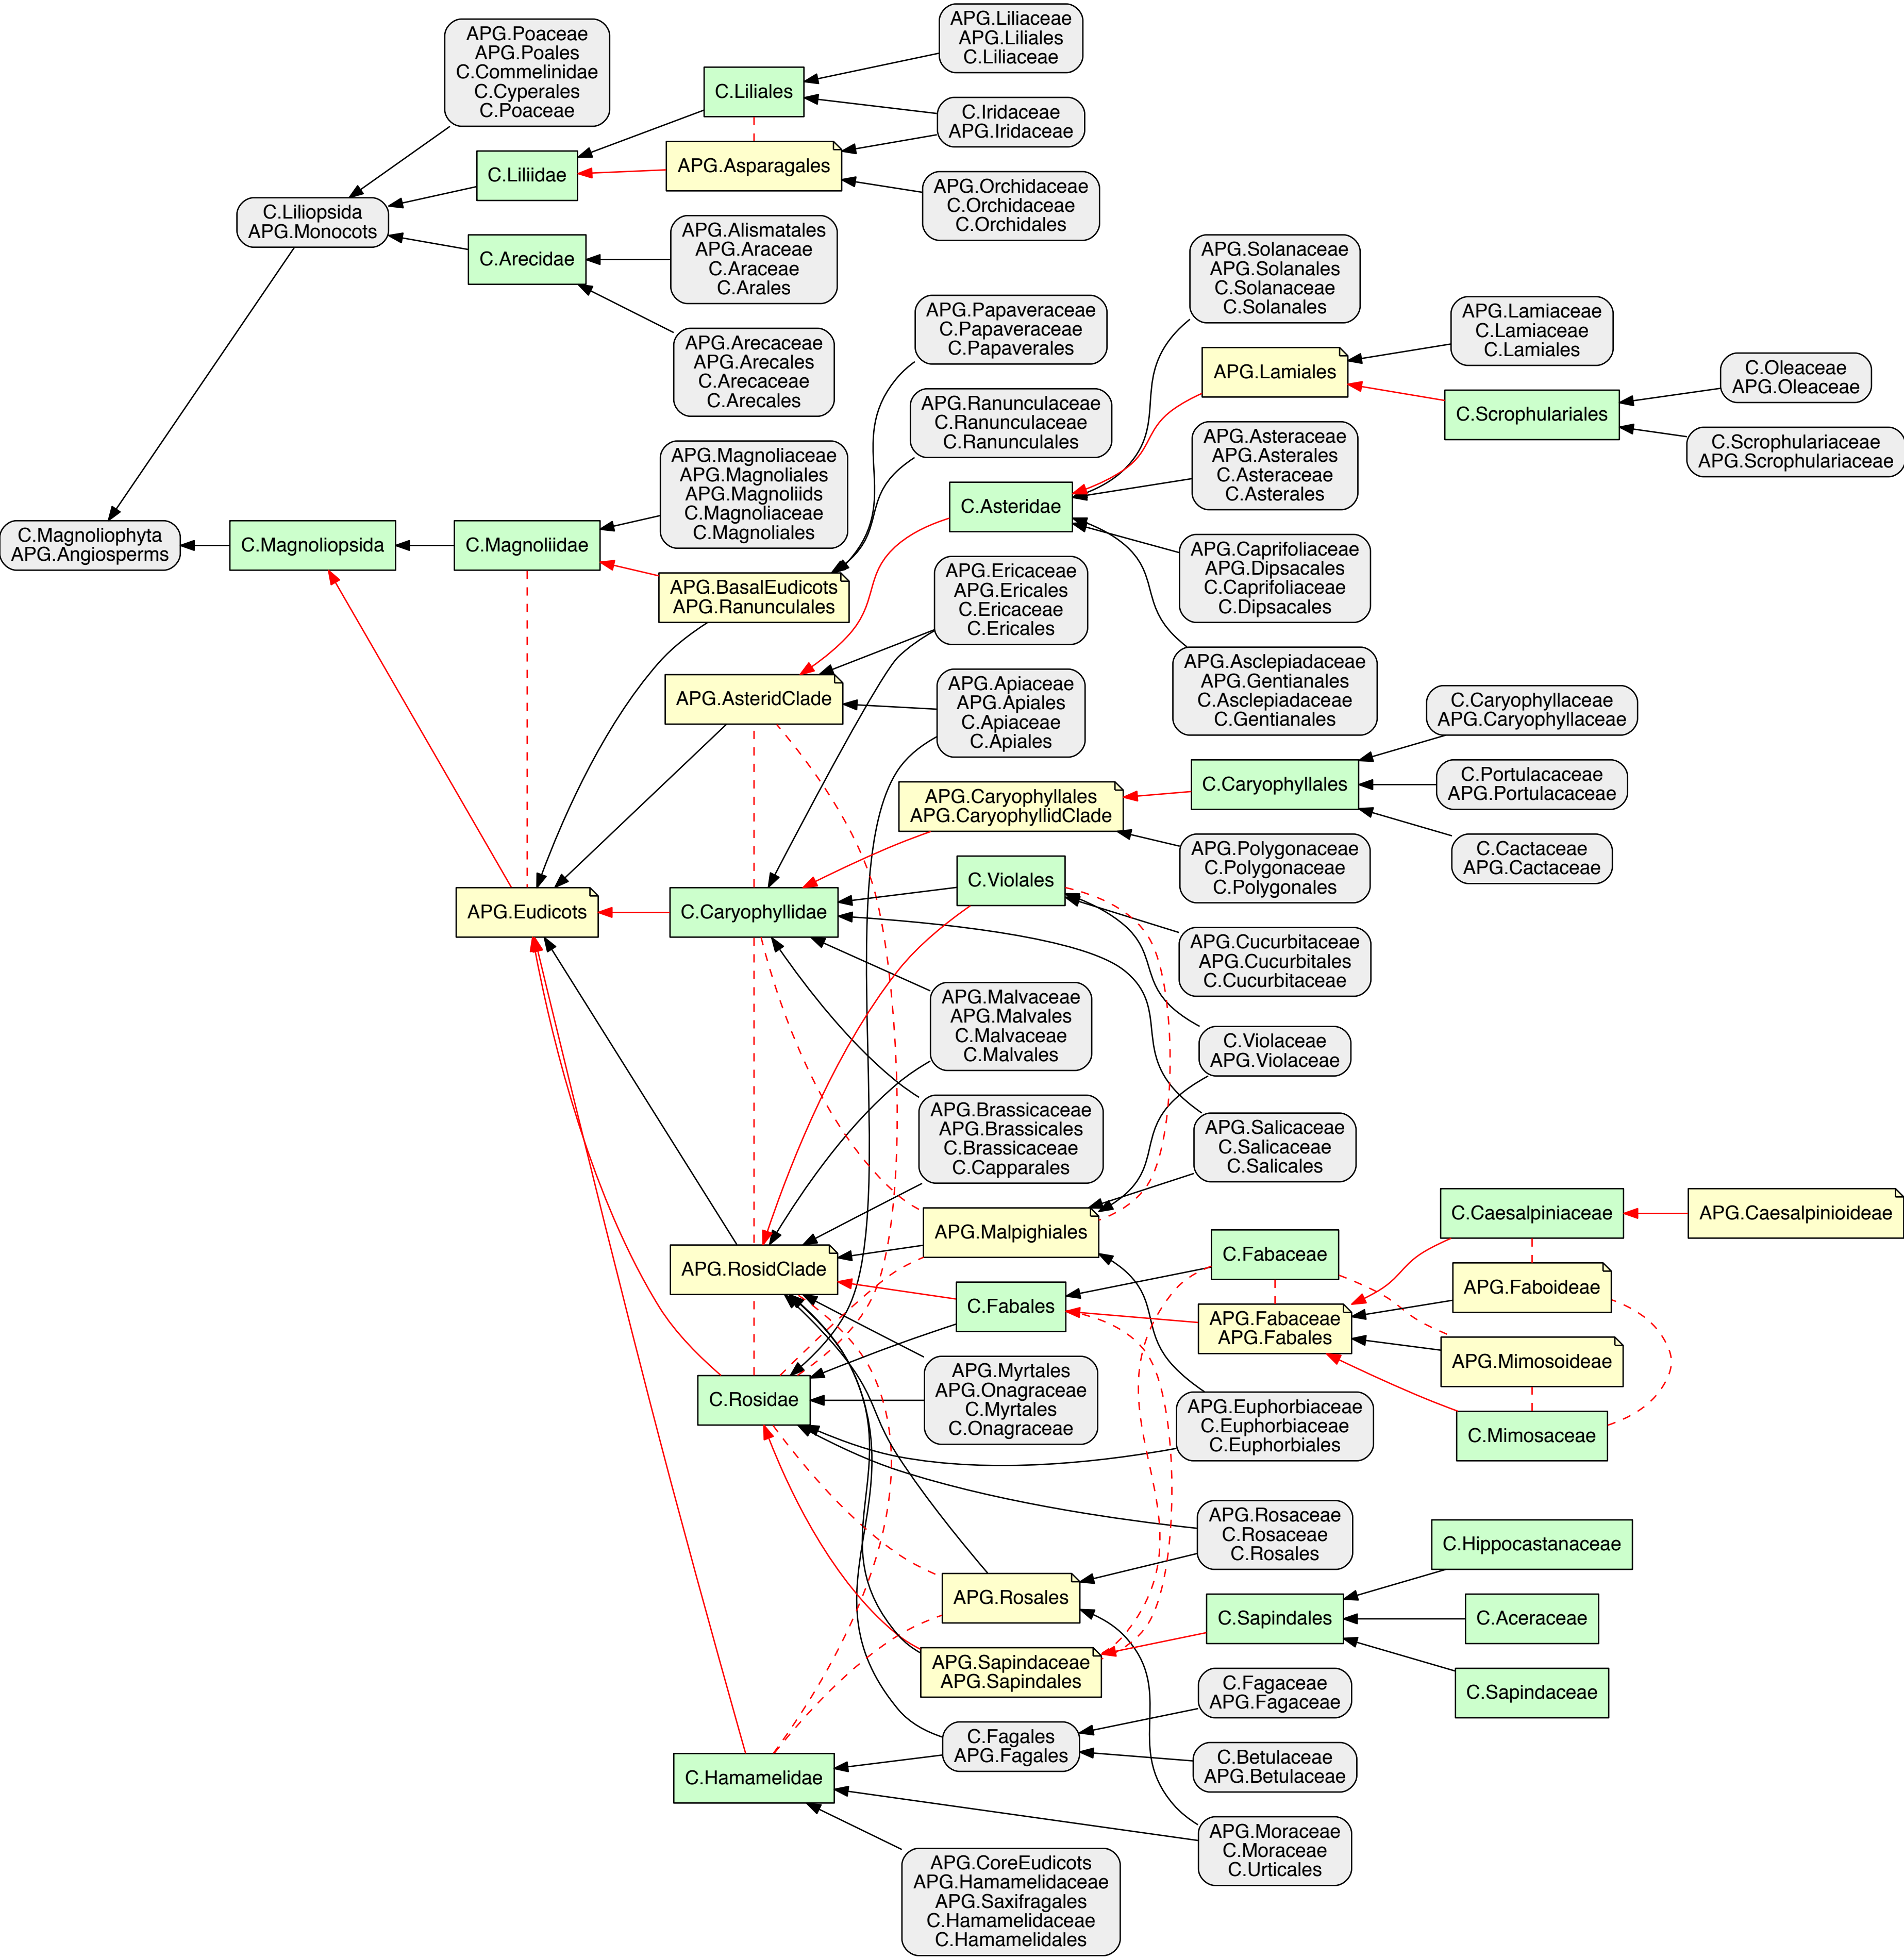 APG.Poaceae
APG.Poales
C.Commelinidae
C.Cyperales
C.Poaceae
C.Liliales
APG.Liliaceae
APG.Liliales
C.Liliaceae
C.Iridaceae
APG.Iridaceae
C.Liliidae
APG.Asparagales
APG.Orchidaceae
C.Orchidaceae
C.Orchidales
C.Liliopsida
APG.Monocots
C.Arecidae
APG.Alismatales
APG.Araceae
C.Araceae
C.Arales
APG.Arecaceae
APG.Arecales
C.Arecaceae
C.Arecales
APG.Solanaceae
APG.Solanales
C.Solanaceae
C.Solanales
APG.Papaveraceae
C.Papaveraceae
C.Papaverales
APG.Lamiaceae
C.Lamiaceae
C.Lamiales
APG.Lamiales
C.Oleaceae
APG.Oleaceae
C.Scrophulariales
C.Scrophulariaceae
APG.Scrophulariaceae
APG.Ranunculaceae
C.Ranunculaceae
C.Ranunculales
APG.Asteraceae
APG.Asterales
C.Asteraceae
C.Asterales
APG.Magnoliaceae
APG.Magnoliales
APG.Magnoliids
C.Magnoliaceae
C.Magnoliales
C.Asteridae
C.Magnoliophyta
APG.Angiosperms
C.Magnoliopsida
C.Magnoliidae
APG.BasalEudicots
APG.Ranunculales
APG.Ericaceae
APG.Ericales
C.Ericaceae
C.Ericales
APG.Caprifoliaceae
APG.Dipsacales
C.Caprifoliaceae
C.Dipsacales
APG.AsteridClade
APG.Apiaceae
APG.Apiales
C.Apiaceae
C.Apiales
APG.Asclepiadaceae
APG.Gentianales
C.Asclepiadaceae
C.Gentianales
C.Caryophyllaceae
APG.Caryophyllaceae
APG.Caryophyllales
APG.CaryophyllidClade
C.Caryophyllales
C.Portulacaceae
APG.Portulacaceae
APG.Polygonaceae
C.Polygonaceae
C.Polygonales
C.Cactaceae
APG.Cactaceae
APG.Eudicots
C.Caryophyllidae
C.Violales
APG.Cucurbitaceae
APG.Cucurbitales
C.Cucurbitaceae
APG.Malvaceae
APG.Malvales
C.Malvaceae
C.Malvales
C.Violaceae
APG.Violaceae
APG.Brassicaceae
APG.Brassicales
C.Brassicaceae
C.Capparales
APG.Salicaceae
C.Salicaceae
C.Salicales
APG.Malpighiales
APG.RosidClade
C.Fabales
C.Fabaceae
APG.Fabaceae
APG.Fabales
C.Caesalpiniaceae
APG.Caesalpinioideae
APG.Faboideae
APG.Mimosoideae
C.Mimosaceae
C.Rosidae
APG.Myrtales
APG.Onagraceae
C.Myrtales
C.Onagraceae
APG.Euphorbiaceae
C.Euphorbiaceae
C.Euphorbiales
APG.Rosaceae
C.Rosaceae
C.Rosales
APG.Rosales
C.Hippocastanaceae
C.Sapindales
C.Aceraceae
APG.Sapindaceae
APG.Sapindales
C.Sapindaceae
C.Fagaceae
APG.Fagaceae
C.Fagales
APG.Fagales
C.Betulaceae
APG.Betulaceae
C.Hamamelidae
APG.Moraceae
C.Moraceae
C.Urticales
APG.CoreEudicots
APG.Hamamelidaceae
APG.Saxifragales
C.Hamamelidaceae
C.Hamamelidales